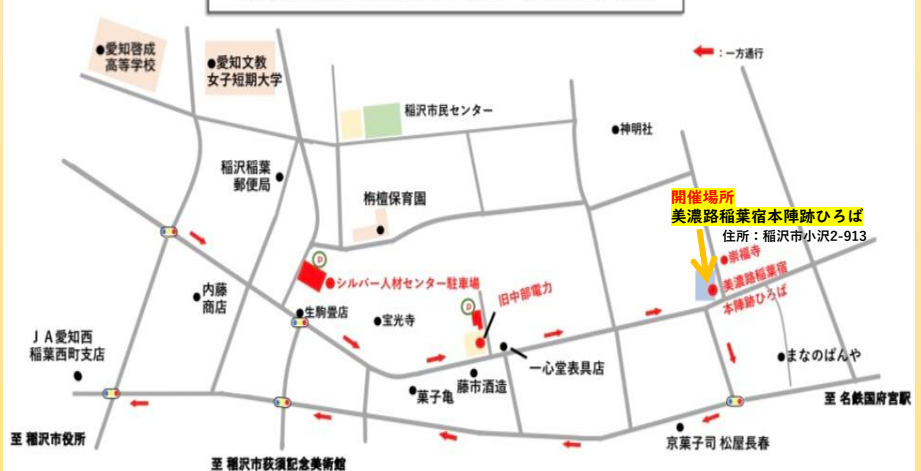 愛知啓成
高等学校
愛知文教
女子短期大学
：一方通行
稲沢市民センター
神明社
稲沢稲葉
郵便局
栴檀保育園
開催場所
美濃路稲葉宿本陣跡ひろば
住所：稲沢市小沢2-913
崇福寺
美濃路稲葉宿
本陣跡ひろば
P
シルバー人材センター駐車場
内藤
商店
生駒畳店
宝光寺
P
旧中部電力
一心堂表具店
ＪＡ愛知西
稲葉西町支店
菓子亀
藤市酒造
まなのぱんや
至 名鉄国府宮駅
至 稲沢市役所
京菓子司 松屋長春
至 稲沢市荻須記念美術館